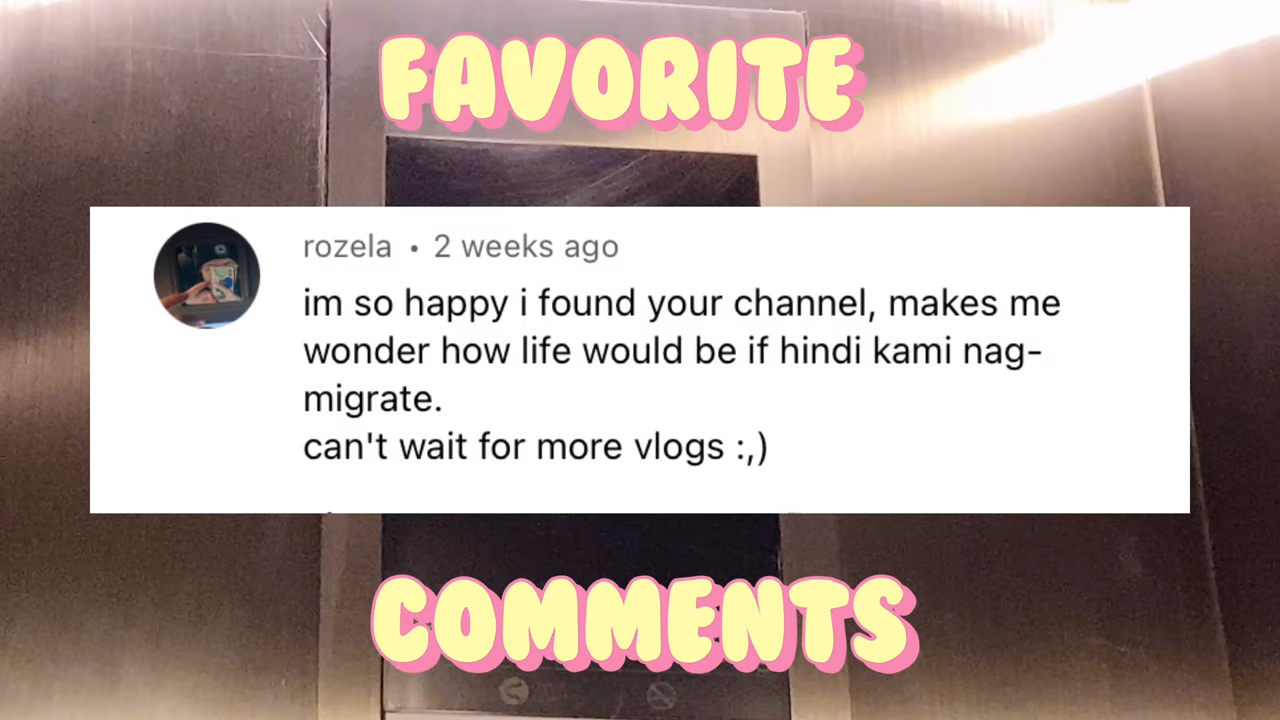 FAVORITE
rozela • 2 weeks ago
im so happy i found your channel, makes me
wonder how life would be if hindi kami nag-
migrate.
can't wait for more vlogs :,)
COMMENTS